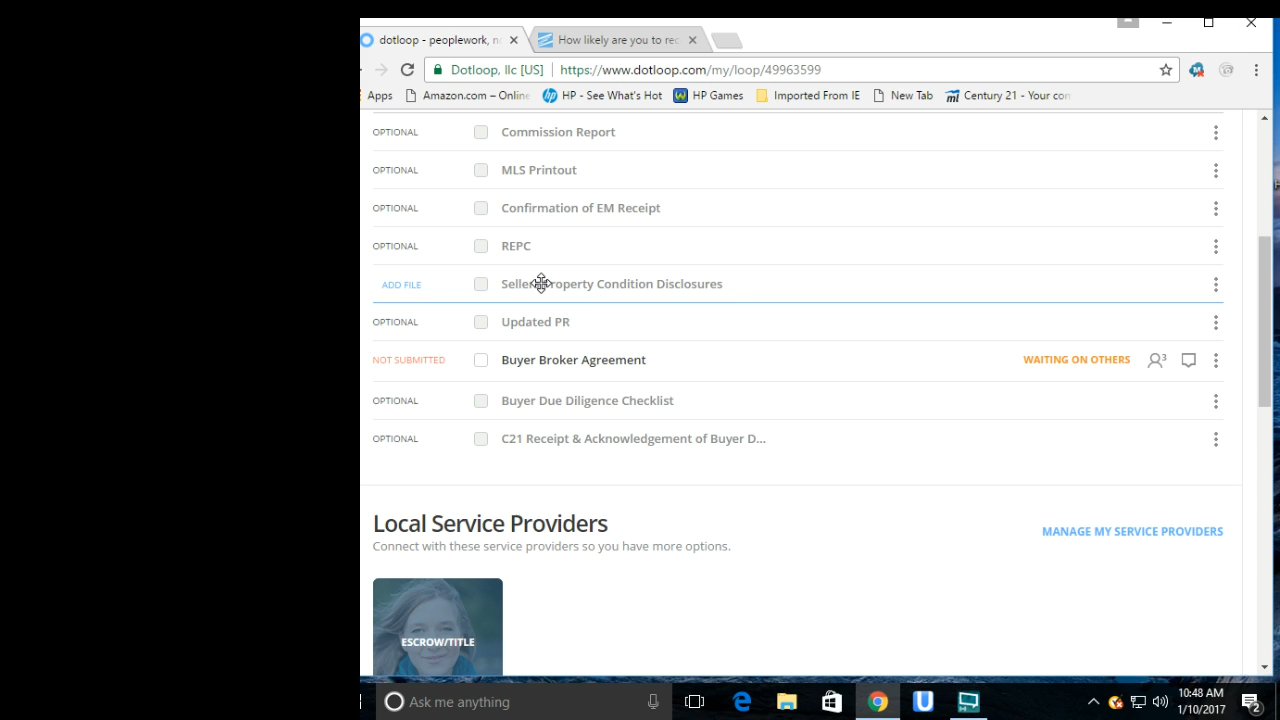 dotloop - peoplework, n
How likely are you to rec
Dotloop, llc [US] https://www.dotloop.com/my/loop/49963599
Apps Amazon.com – Online HP - See What's Hot HP Games Imported From IE New Tab Century 21 - Your con
OPTIONAL Commission Report
OPTIONAL MLS Printout
OPTIONAL Confirmation of EM Receipt
OPTIONAL REPC
ADD FILE Seller Property Condition Disclosures
OPTIONAL Updated PR
NOT SUBMITTED Buyer Broker Agreement WAITING ON OTHERS 3
OPTIONAL Buyer Due Diligence Checklist
OPTIONAL C21 Receipt & Acknowledgement of Buyer D...
Local Service Providers
MANAGE MY SERVICE PROVIDERS
Connect with these service providers so you have more options.
ESCROW/TITLE
Ask me anything
10:48 AM
1/10/2017
2